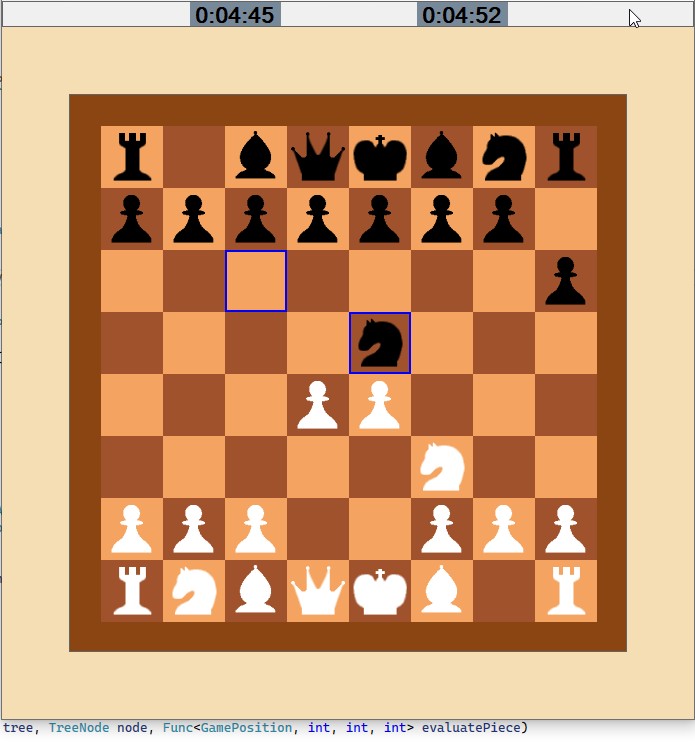 0:04:45 0:04:52
tree, TreeNode node, Func<GamePosition, int, int, int> evaluatePiece)